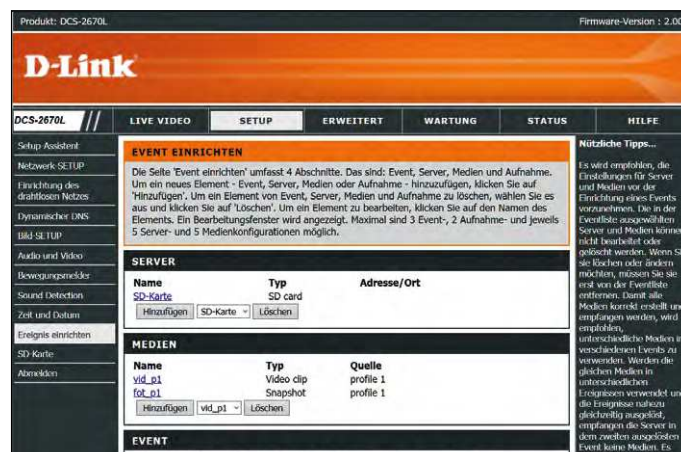 Produkt: DCS-2670L
Firmware-Version : 2.00
D-Link
DCS-2670L
LIVE VIDEO
SETUP
ERWEITERT
WARTUNG
STATUS
HILFE
Setup-Assistent
Netzwerk-SETUP
Einrichtung des
drahtlosen Netzes
Dynamischer DNS
Bild-SETUP
Audio und Video
Bewegungsmelder
Sound Detection
Zeit und Datum
Ereignis einrichten
SD-Karte
Abmelden
EVENT EINRICHTEN
Die Seite 'Event einrichten' umfasst 4 Abschnitte. Das sind: Event, Server, Medien und Aufnahme.
Um ein neues Element - Event, Server, Medien oder Aufnahme - hinzuzufügen, klicken Sie auf
'Hinzufügen'. Um ein Element von Event, Server, Medien und Aufnahme zu löschen, wählen Sie es
aus und klicken Sie auf 'Löschen'. Um ein Element zu bearbeiten, klicken Sie auf den Namen des
Elements. Ein Bearbeitungsfenster wird angezeigt. Maximal sind 3 Event-, 2 Aufnahme- und jeweils
5 Server- und 5 Medienkonfigurationen möglich.
SERVER
Name Typ Adresse/Ort
SD-Karte SD card
Hinzufügen SD-Karte Löschen
MEDIEN
Name Typ Quelle
vid_p1 Video clip profile 1
fot_p1 Snapshot profile 1
Hinzufügen vid_p1 Löschen
EVENT
Nützliche Tipps...
Es wird empfohlen, die
Einstellungen für Server
und Medien vor der
Einrichtung eines Events
vorzunehmen. Die in der
Eventliste ausgewählten
Server und Medien können
nicht bearbeitet oder
gelöscht werden. Wenn Si
sie löschen oder ändern
möchten, müssen Sie sie
erst von der Eventliste
entfernen. Damit alle
Medien korrekt erstellt und
empfangen werden, wird
empfohlen,
unterschiedliche Medien in
verschiedenen Events zu
verwenden. Werden die
gleichen Medien in
unterschiedlichen
Ereignissen verwendet und
die Ereignisse nahezu
gleichzeitig ausgelöst,
empfangen die Server in
dem zweiten ausgelösten
Event keine Medien. Es